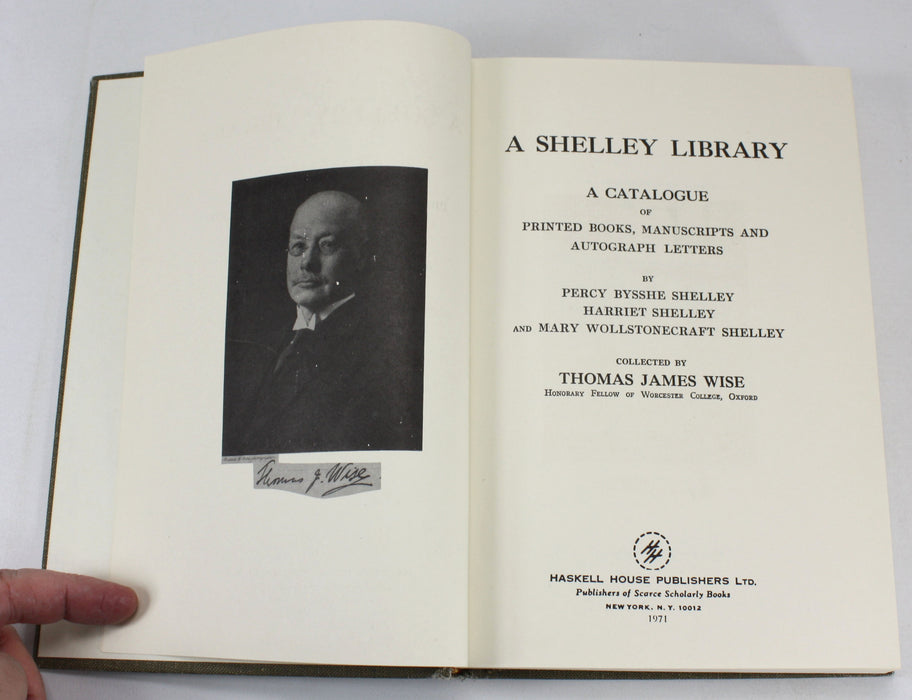 Thomas J. Wise.
A SHELLEY LIBRARY
A CATALOGUE
OF
PRINTED BOOKS, MANUSCRIPTS AND
AUTOGRAPH LETTERS
BY
PERCY BYSSHE SHELLEY
HARRIET SHELLEY
AND MARY WOLLSTONECRAFT SHELLEY
COLLECTED BY
THOMAS JAMES WISE
HONORARY FELLOW OF WORCESTER COLLEGE, OXFORD
HH
HASKELL HOUSE PUBLISHERS LTD.
Publishers of Scarce Scholarly Books
NEW YORK, N. Y. 10012
1971